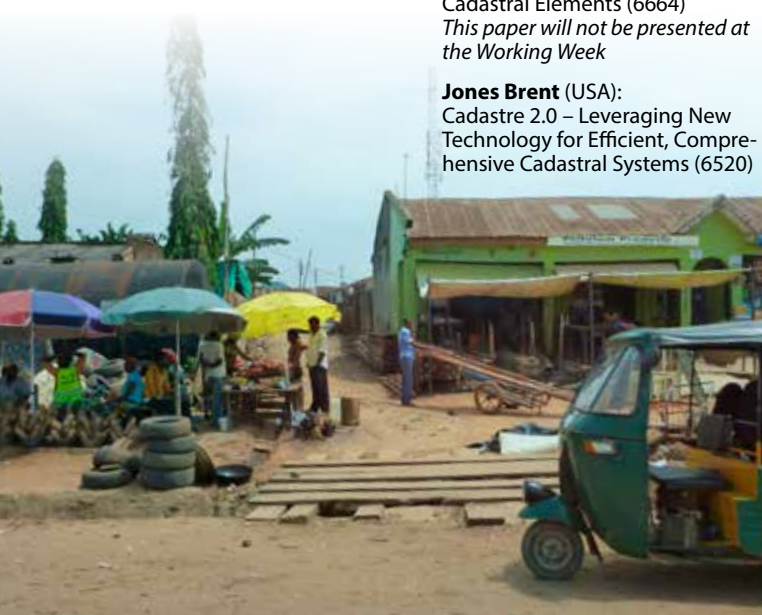 Cadastral Elements (6664)
This paper will not be presented at
the Working Week
Jones Brent (USA):
Cadastre 2.0 – Leveraging New
Technology for Efficient, Compre-
hensive Cadastral Systems (6520)